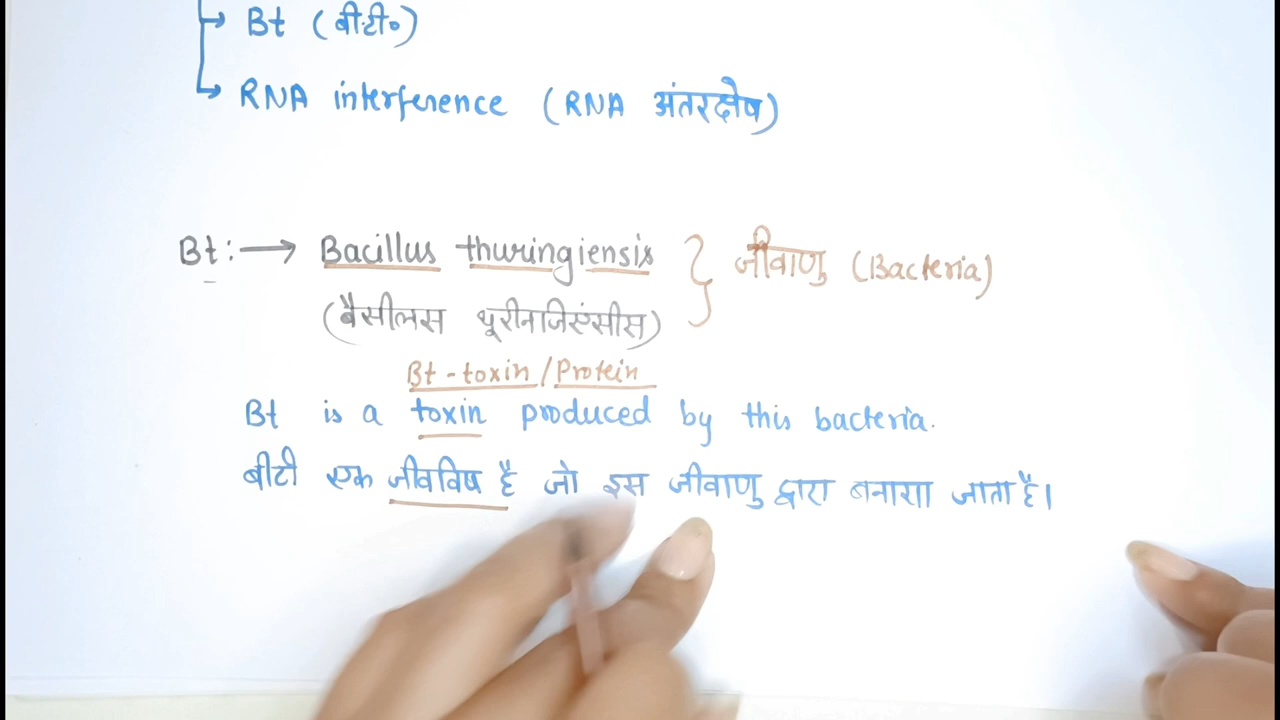 Bt (बी.टी०)
RNA interference (RNA अंतरक्षेप)
Bt :→ Bacillus thuringiensis } जीवाणु (Bacteria)
(बैसीलस थूरीनजिएंसीस)
Bt-toxin / Protein
Bt is a toxin produced by this bacteria.
बीटी एक जीवविष है जो इस जीवाणु द्वारा बनाया जाता है।